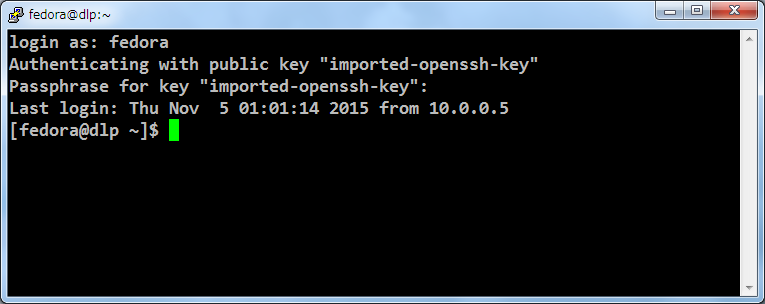 fedora@dlp:~
login as: fedora
Authenticating with public key "imported-openssh-key"
Passphrase for key "imported-openssh-key":
Last login: Thu Nov  5 01:01:14 2015 from 10.0.0.5
[fedora@dlp ~]$